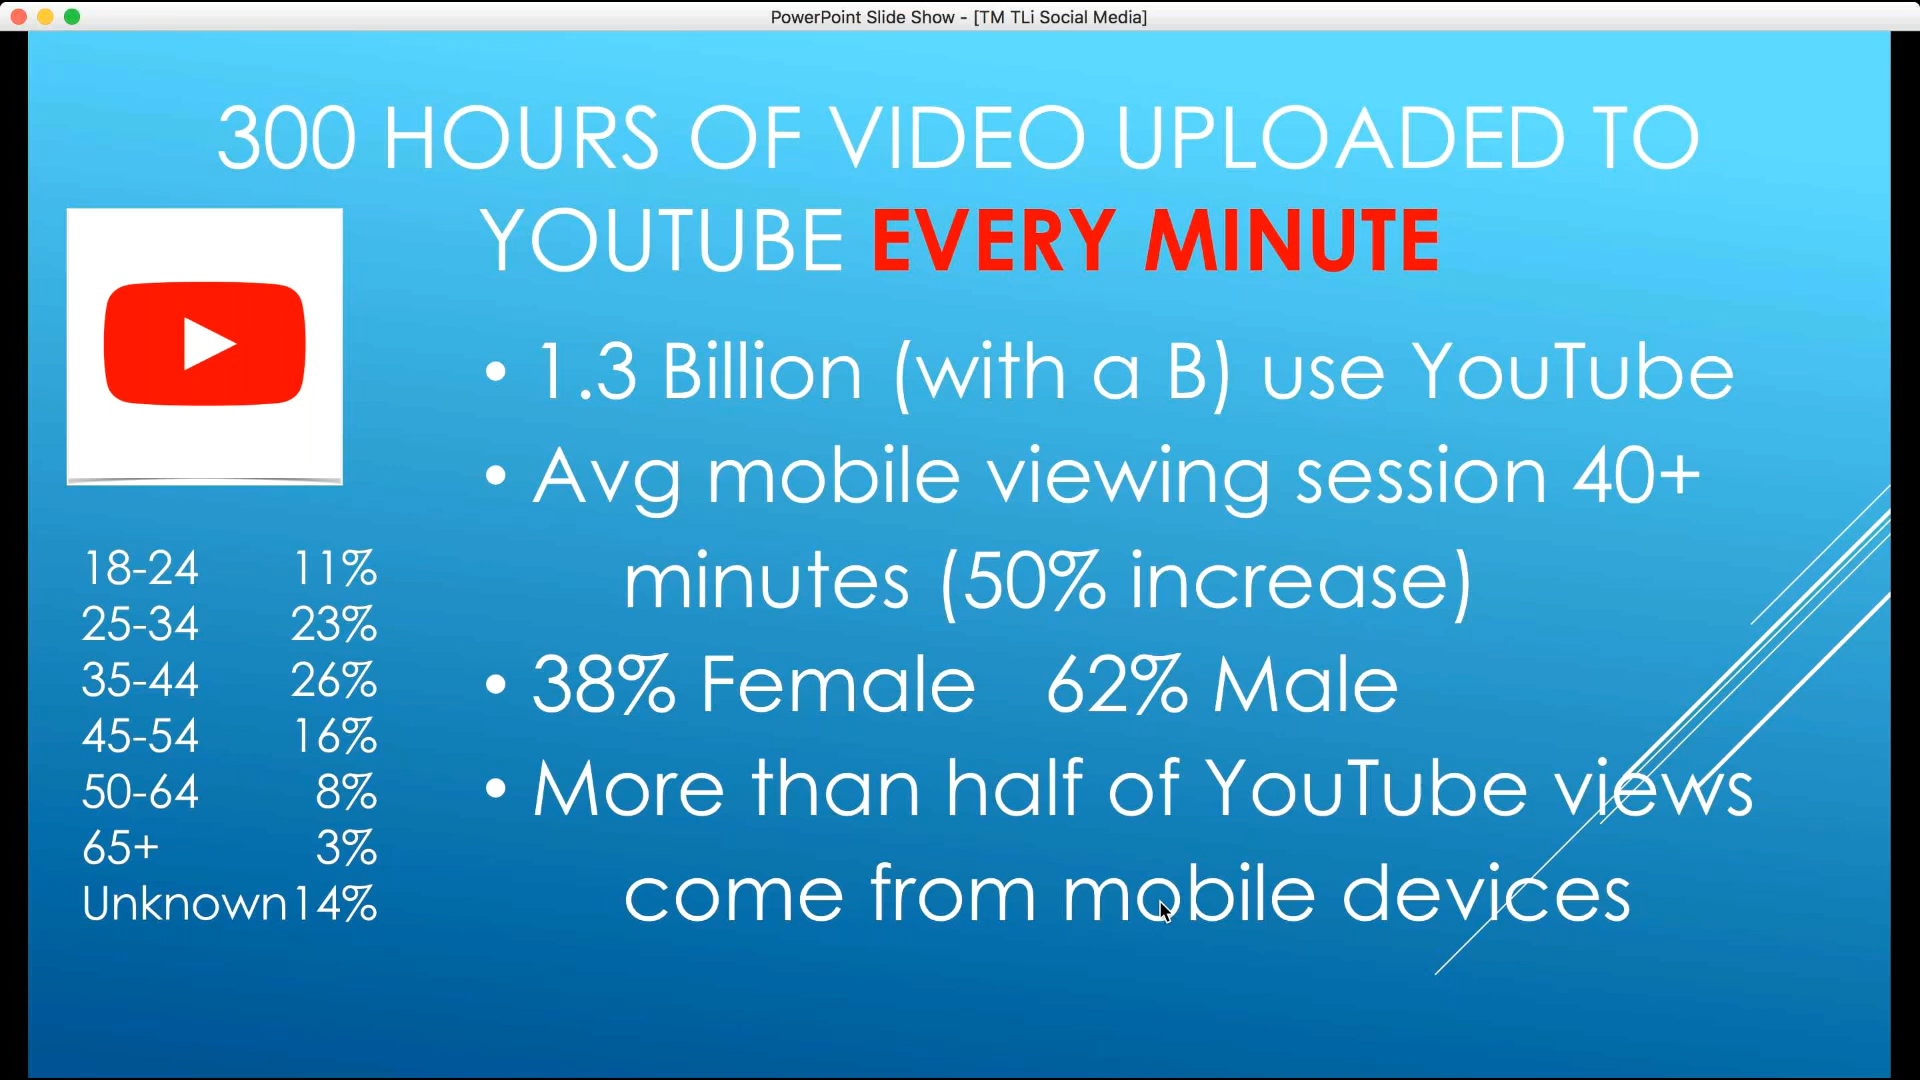 PowerPoint Slide Show - [TM TLi Social Media]
300 HOURS OF VIDEO UPLOADED TO
YOUTUBE EVERY MINUTE
• 1.3 Billion (with a B) use YouTube
• Avg mobile viewing session 40+
minutes (50% increase)
• 38% Female 62% Male
• More than half of YouTube views
come from mobile devices
18-24 11%
25-34 23%
35-44 26%
45-54 16%
50-64 8%
65+ 3%
Unknown 14%